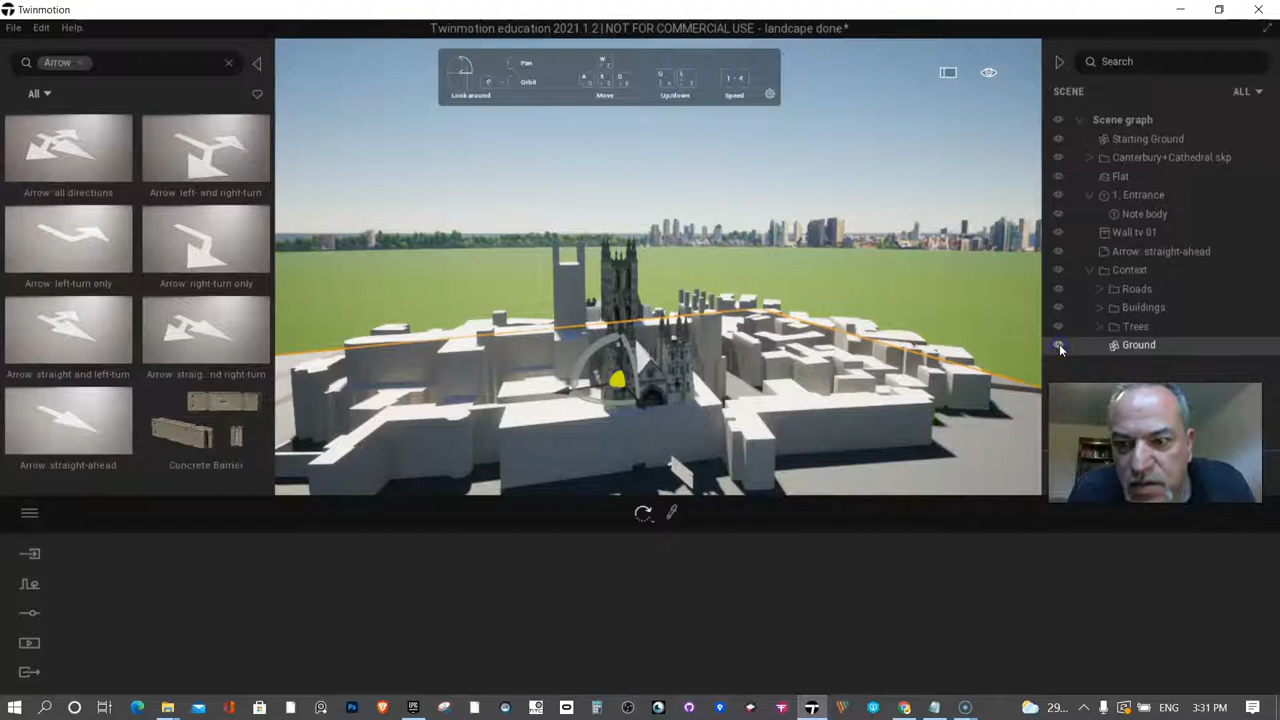 Twinmotion
File Edit Help
Twinmotion education 2021.1.2 | NOT FOR COMMERCIAL USE - landcape done*
Arrow
All
Arrow: all directions
Arrow: left- and right-turn
Arrow: left-turn only
Arrow: right-turn only
Arrow: straight and left-turn
Arrow: straig...nd right-turn
Arrow: straight-ahead
Concrete Barrier
Look around
Pan
Orbit
Move
Up/down
1 - 4
Speed
Search
SCENE
ALL
Scene graph
Starting Ground
Canterbury+Cathedral skp
Flat
1. Entrance
Note body
Wall tv 01
Arrow: straight-ahead
Context
Roads
Buildings
Trees
Ground
29...
ENG
3:31 PM